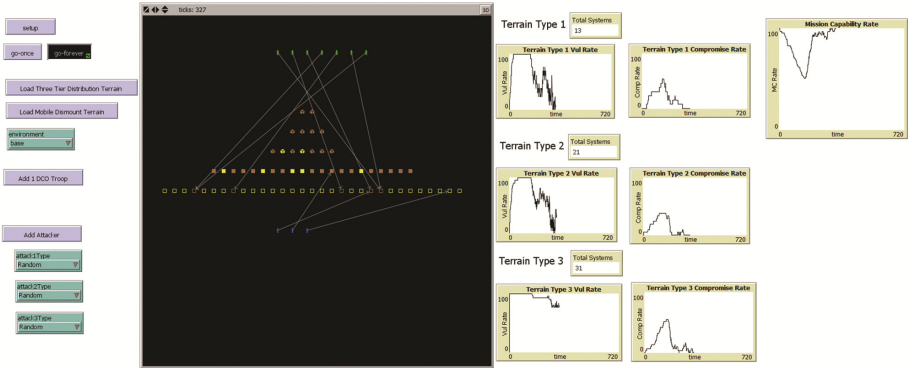 setup
go-once
go-forever
Load Three Tier Distribution Terrain
Load Mobile Dismount Terrain
environment
base
Add 1 DCO Troop
Add Attacker
attack1Type
Random
attack2Type
Random
attack3Type
Random
ticks: 327
3D
Terrain Type 1
Total Systems
13
Terrain Type 1 Vul Rate
100
Vul Rate
0
0
time
720
Terrain Type 1 Compromise Rate
100
Comp Rate
0
0
time
720
Terrain Type 2
Total Systems
21
Terrain Type 2 Vul Rate
100
Vul Rate
0
0
time
720
Terrain Type 2 Compromise Rate
100
Comp Rate
0
0
time
720
Terrain Type 3
Total Systems
31
Terrain Type 3 Vul Rate
100
Vul Rate
0
0
time
720
Terrain Type 3 Compromise Rate
100
Comp Rate
0
0
time
720
Mission Capability Rate
100
MC Rate
0
0
time
720